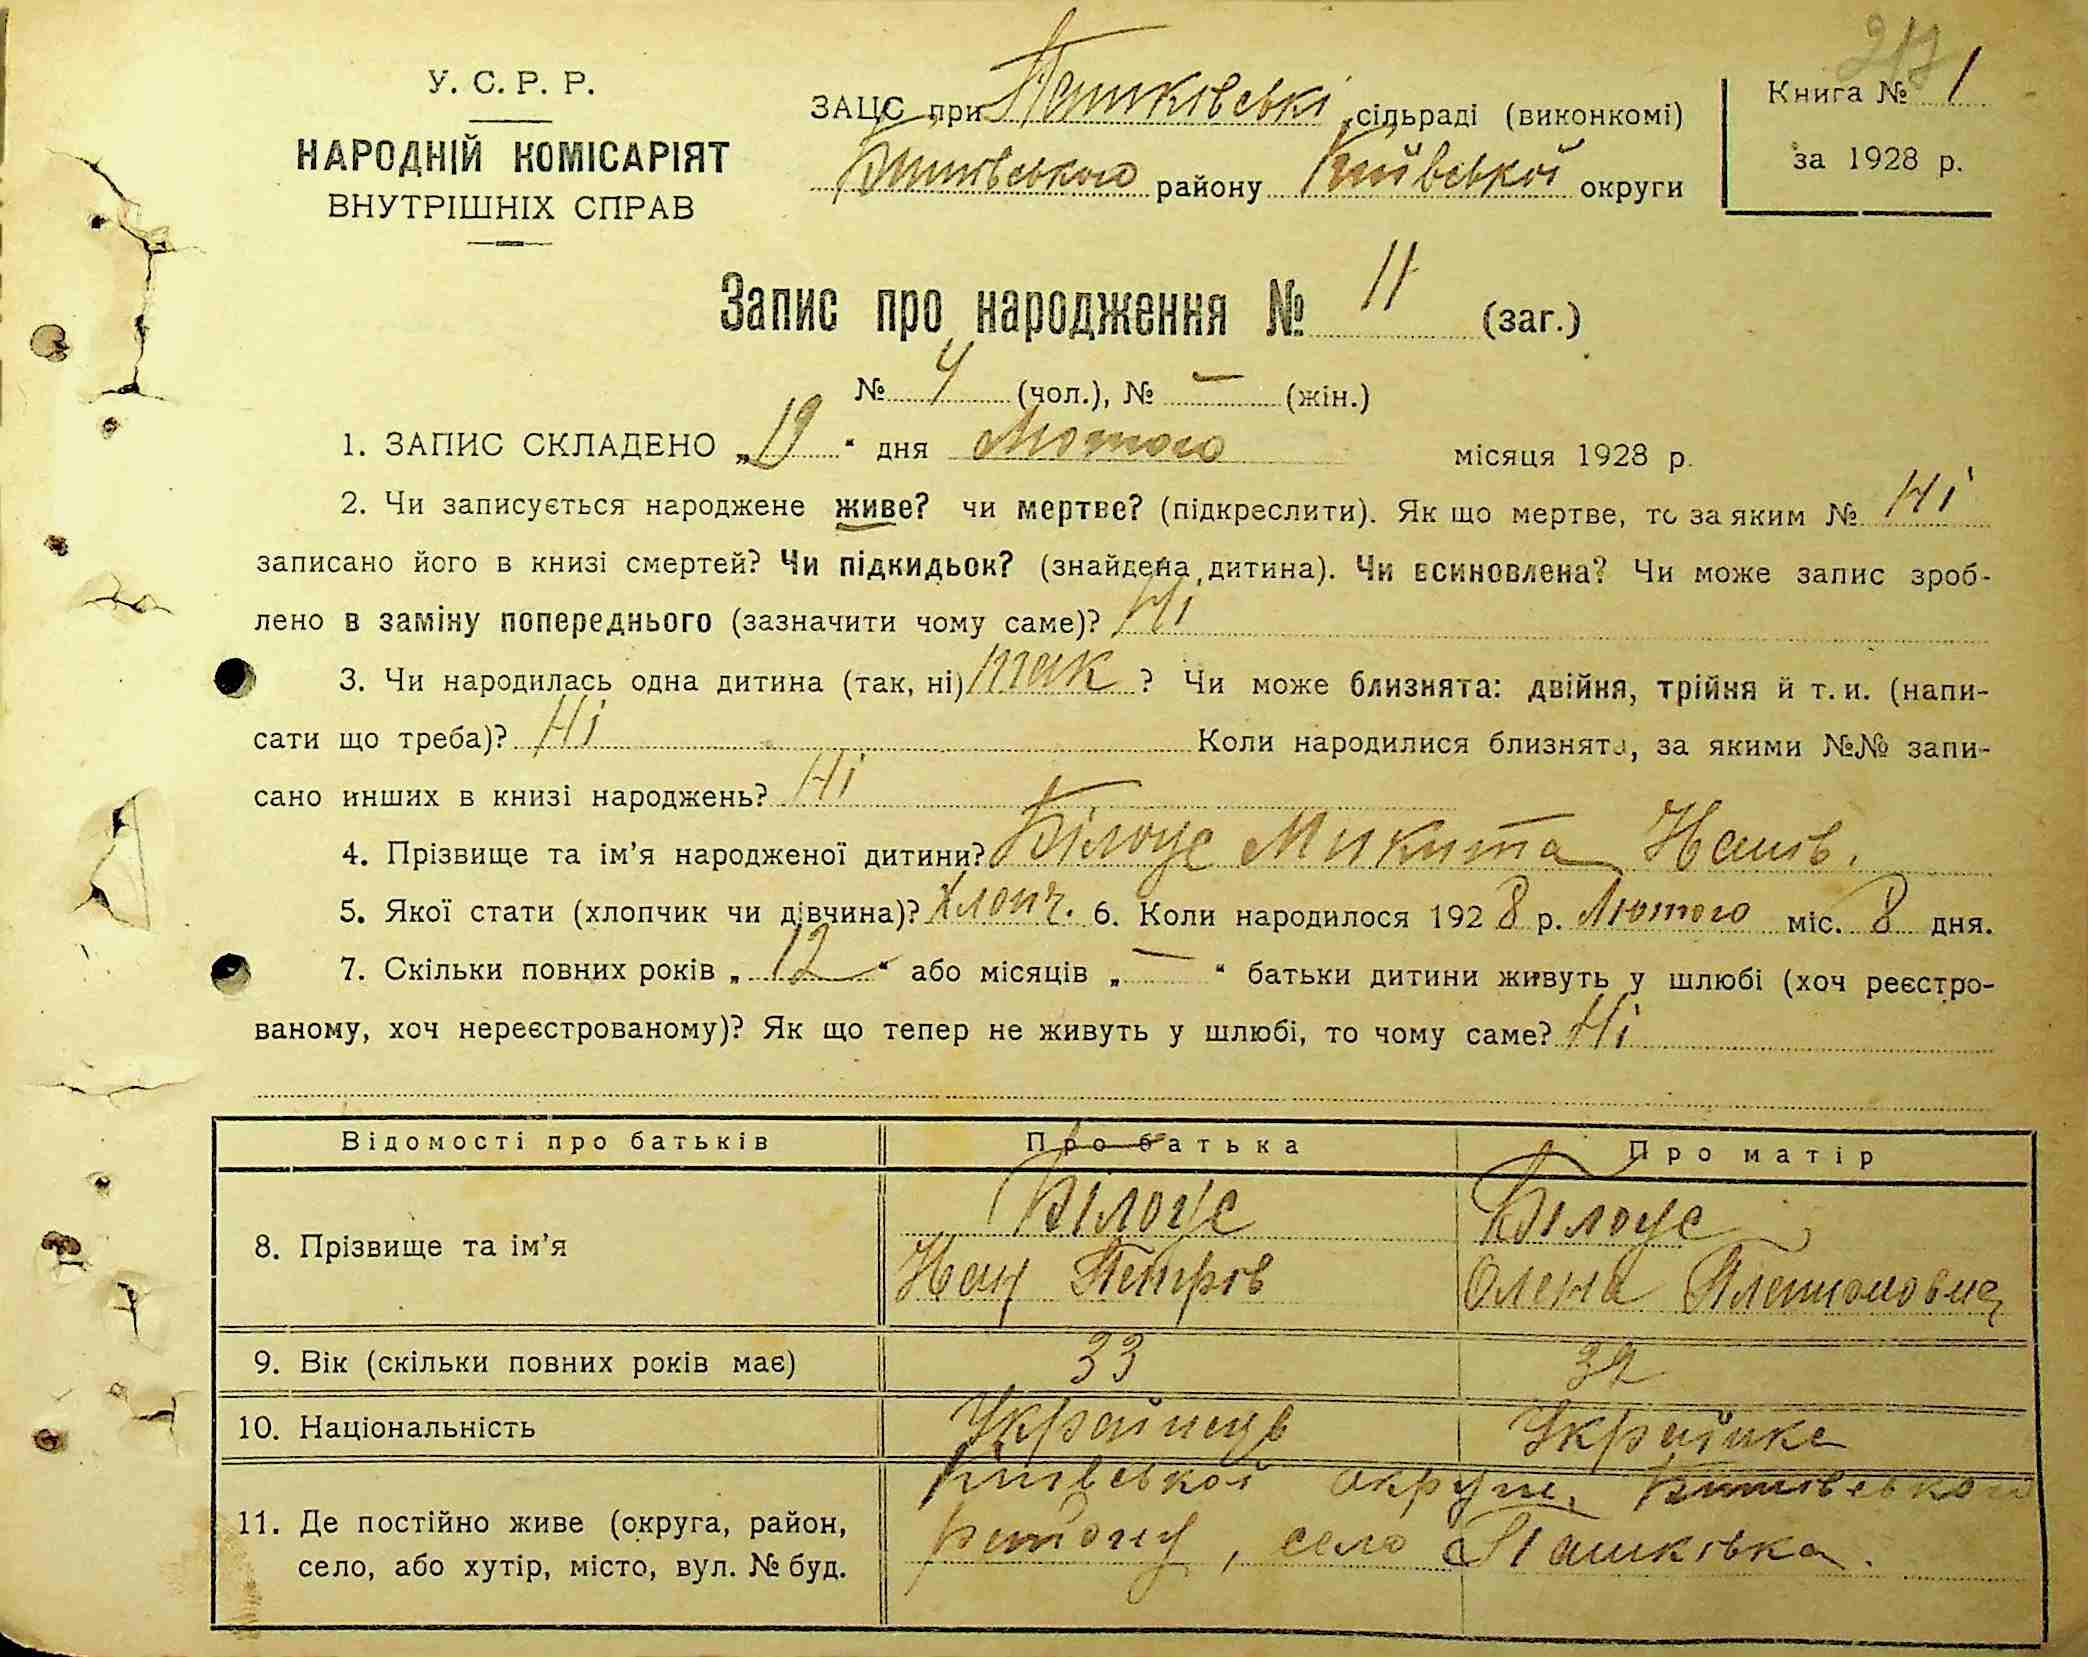 217
У. С. Р. Р.
НАРОДНІЙ КОМІСАРІЯТ
ВНУТРІШНІХ СПРАВ
ЗАЦС при Пашківські сільраді (виконкомі)
району Київської округи
Книга № 1
за 1928 р.
Запис про народження № 11 (заг.)
№ 4 (чол.), № — (жін.)
1. ЗАПИС СКЛАДЕНО „19“ дня Лютого місяця 1928 р.
2. Чи записується народжене живе? чи мертве? (підкреслити). Як що мертве, то за яким № Ні
записано його в книзі смертей? Чи підкидьок? (знайдена дитина). Чи всиновлена? Чи може запис зроб-
лено в заміну попереднього (зазначити чому саме)? Ні
3. Чи народилась одна дитина (так, ні) так ? Чи може близнята: двійня, трійня й т. и. (напи-
сати що треба)? Ні Коли народилися близнята, за якими №№ запи-
сано инших в книзі народжень? Ні
4. Прізвище та ім’я народженої дитини? Білоус Микита Іванів.
5. Якої стати (хлопчик чи дівчина)? Хлопч. 6. Коли народилося 1928 р. Лютого міс. 8 дня.
7. Скільки повних років „12“ або місяців „—“ батьки дитини живуть у шлюбі (хоч реєстро-
ваному, хоч нереєстрованому)? Як що тепер не живуть у шлюбі, то чому саме? Ні
Відомості про батьків Про батька Про матір
8. Прізвище та ім’я Білоус Білоус
Іван Петрів Олена Платоновна
9. Вік (скільки повних років має) 33 32
10. Національність Українець Українка
11. Де постійно живе (округа, район,
село, або хутір, місто, вул. № буд.
Київської округи,
району, село Пашківка.